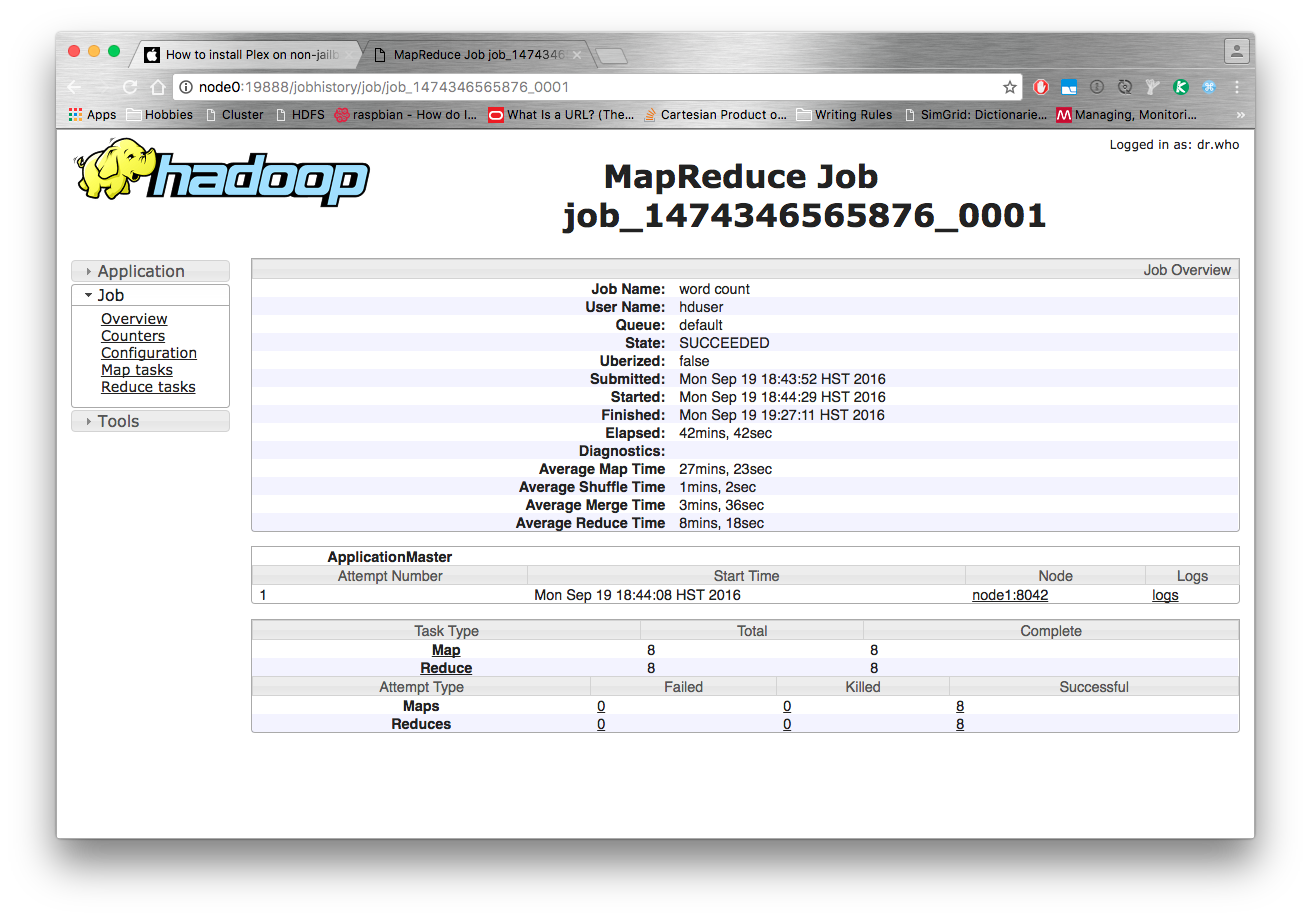 How to install Plex on non-jailb
MapReduce Job job_1474346
node0:19888/jobhistory/job/job_1474346565876_0001
Apps Hobbies Cluster HDFS raspbian - How do I... What Is a URL? (The... Cartesian Product o... Writing Rules SimGrid: Dictionarie... Managing, Monitori... »
Logged in as: dr.who
hadoop
MapReduce Job
job_1474346565876_0001
Application
Job
Overview
Counters
Configuration
Map tasks
Reduce tasks
Tools
Job Overview
Job Name: word count
User Name: hduser
Queue: default
State: SUCCEEDED
Uberized: false
Submitted: Mon Sep 19 18:43:52 HST 2016
Started: Mon Sep 19 18:44:29 HST 2016
Finished: Mon Sep 19 19:27:11 HST 2016
Elapsed: 42mins, 42sec
Diagnostics:
Average Map Time 27mins, 23sec
Average Shuffle Time 1mins, 2sec
Average Merge Time 3mins, 36sec
Average Reduce Time 8mins, 18sec
ApplicationMaster
Attempt Number Start Time Node Logs
1 Mon Sep 19 18:44:08 HST 2016 node1:8042 logs
Task Type Total Complete
Map 8 8
Reduce 8 8
Attempt Type Failed Killed Successful
Maps 0 0 8
Reduces 0 0 8